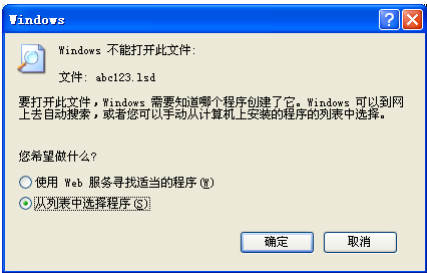 Windows
Windows 不能打开此文件:
文件: abc123.lsd
要打开此文件，Windows 需要知道哪个程序创建了它。Windows 可以到网
上去自动搜索，或者您可以手动从计算机上安装的程序的列表中选择。
您希望做什么?
使用 Web 服务寻找适当的程序(W)
从列表中选择程序(S)
确定
取消